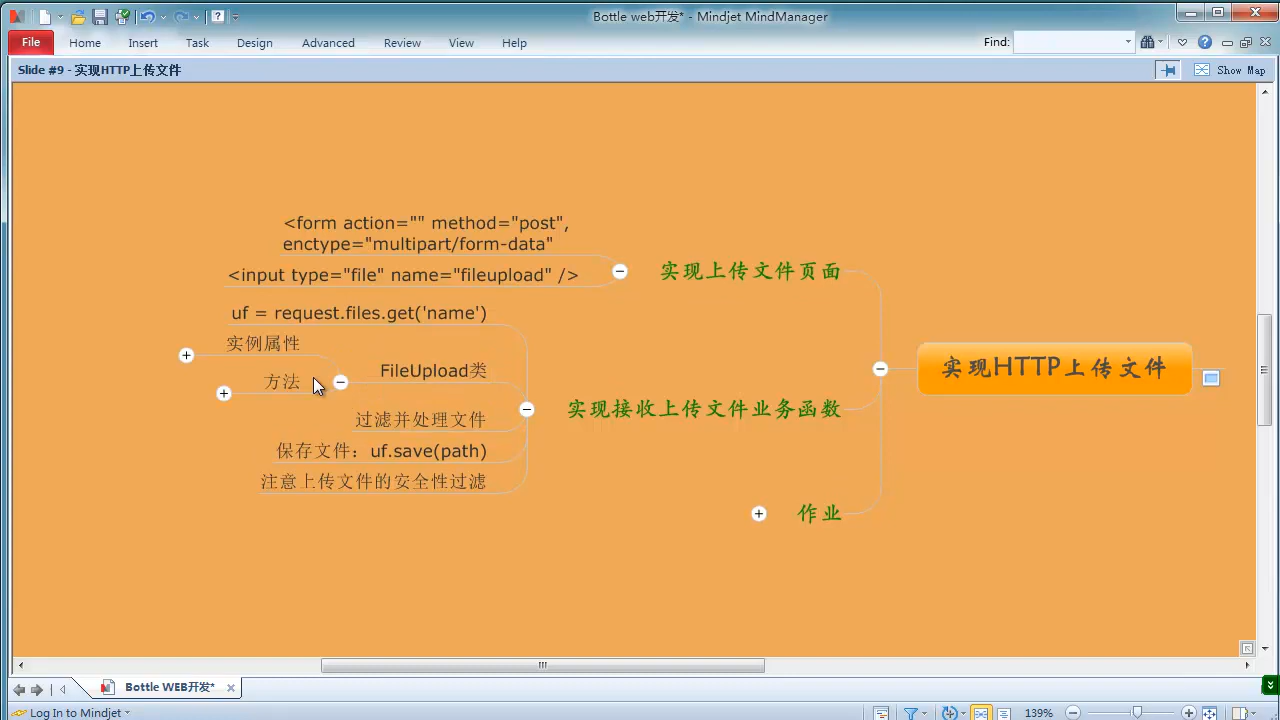 Bottle web开发* - Mindjet MindManager
File Home Insert Task Design Advanced Review View Help Find:
Slide #9 - 实现HTTP上传文件 Show Map
<form action="" method="post",
enctype="multipart/form-data"
<input type="file" name="fileupload" />
实现上传文件页面
uf = request.files.get('name')
实例属性
FileUpload类
方法
过滤并处理文件
保存文件：uf.save(path)
注意上传文件的安全性过滤
实现接收上传文件业务函数
作业
实现HTTP上传文件
Bottle WEB开发*
Log In to Mindjet 139%